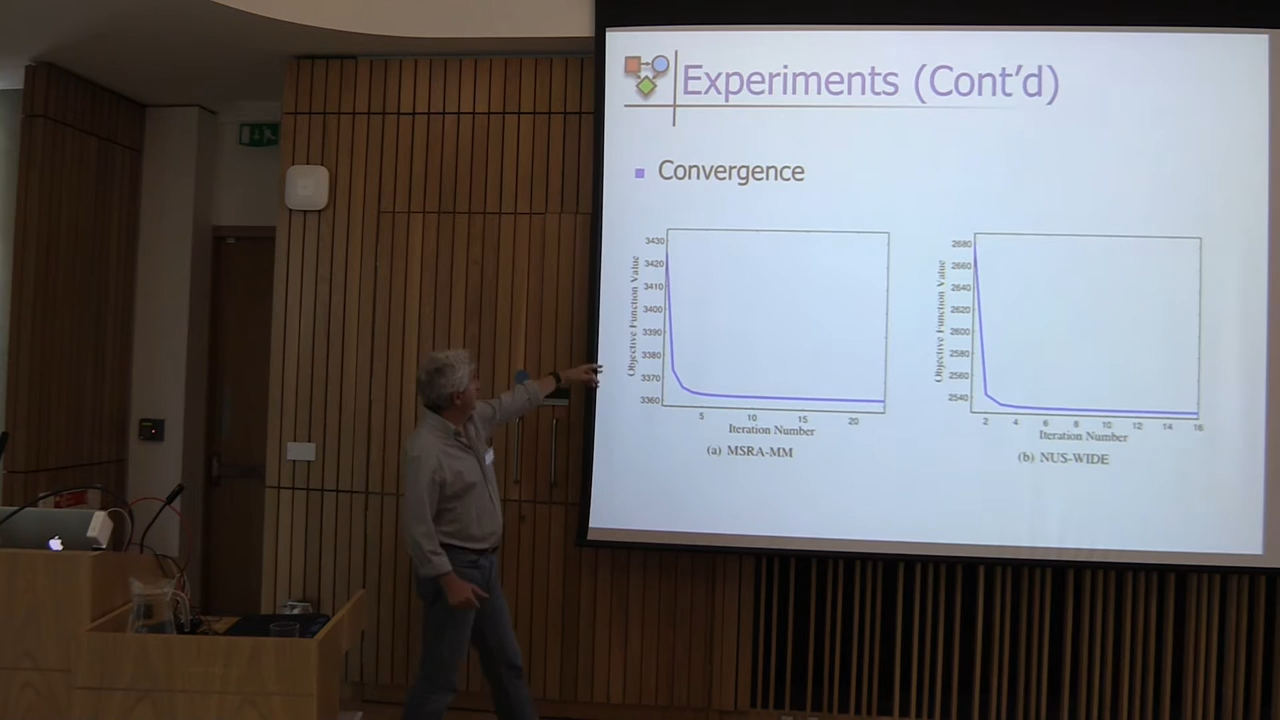 Experiments (Cont'd)
Convergence
Objective Function Value
3430
3420
3410
3400
3390
3380
3370
3360
5 10 15 20
Iteration Number
(a) MSRA-MM
Objective Function Value
2680
2660
2640
2620
2600
2580
2560
2540
2 4 6 8 10 12 14 16
Iteration Number
(b) NUS-WIDE